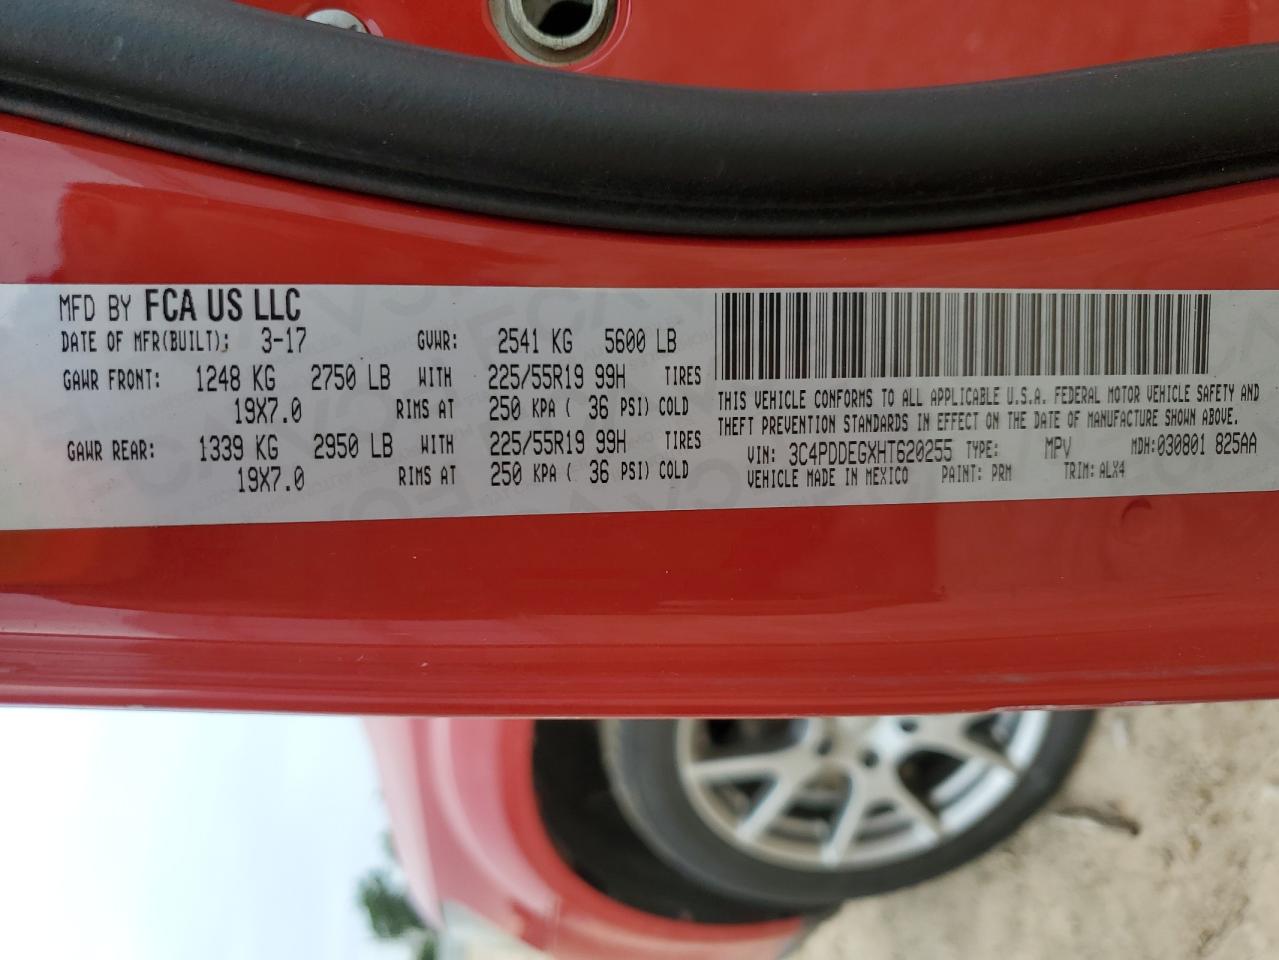 MFD BY FCA US LLC
DATE OF MFR(BUILT): 3-17 GVWR: 2541 KG 5600 LB
GAWR FRONT: 1248 KG 2750 LB WITH 225/55R19 99H TIRES
19X7.0 RIMS AT 250 KPA ( 36 PSI) COLD
GAWR REAR: 1339 KG 2950 LB WITH 225/55R19 99H TIRES
19X7.0 RIMS AT 250 KPA ( 36 PSI) COLD
THIS VEHICLE CONFORMS TO ALL APPLICABLE U.S.A. FEDERAL MOTOR VEHICLE SAFETY AND
THEFT PREVENTION STANDARDS IN EFFECT ON THE DATE OF MANUFACTURE SHOWN ABOVE.
VIN: 3C4PDDEGXHT620255 TYPE: MPV MDH:030801 825AA
VEHICLE MADE IN MEXICO PAINT: PRM TRIM: ALX4